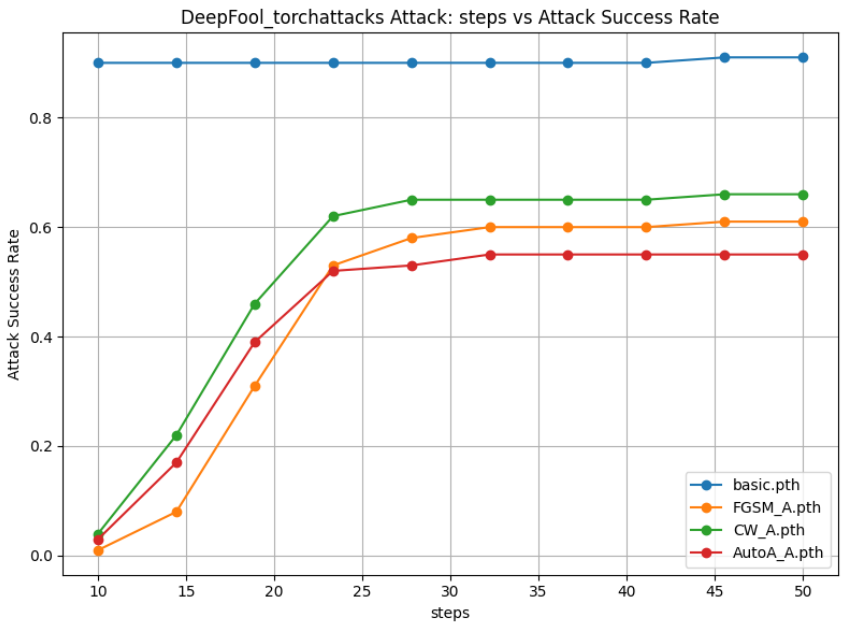 DeepFool_torchattacks Attack: steps vs Attack Success Rate
Attack Success Rate
0.8
0.6
0.4
0.2
0.0
10 15 20 25 30 35 40 45 50
steps
basic.pth
FGSM_A.pth
CW_A.pth
AutoA_A.pth